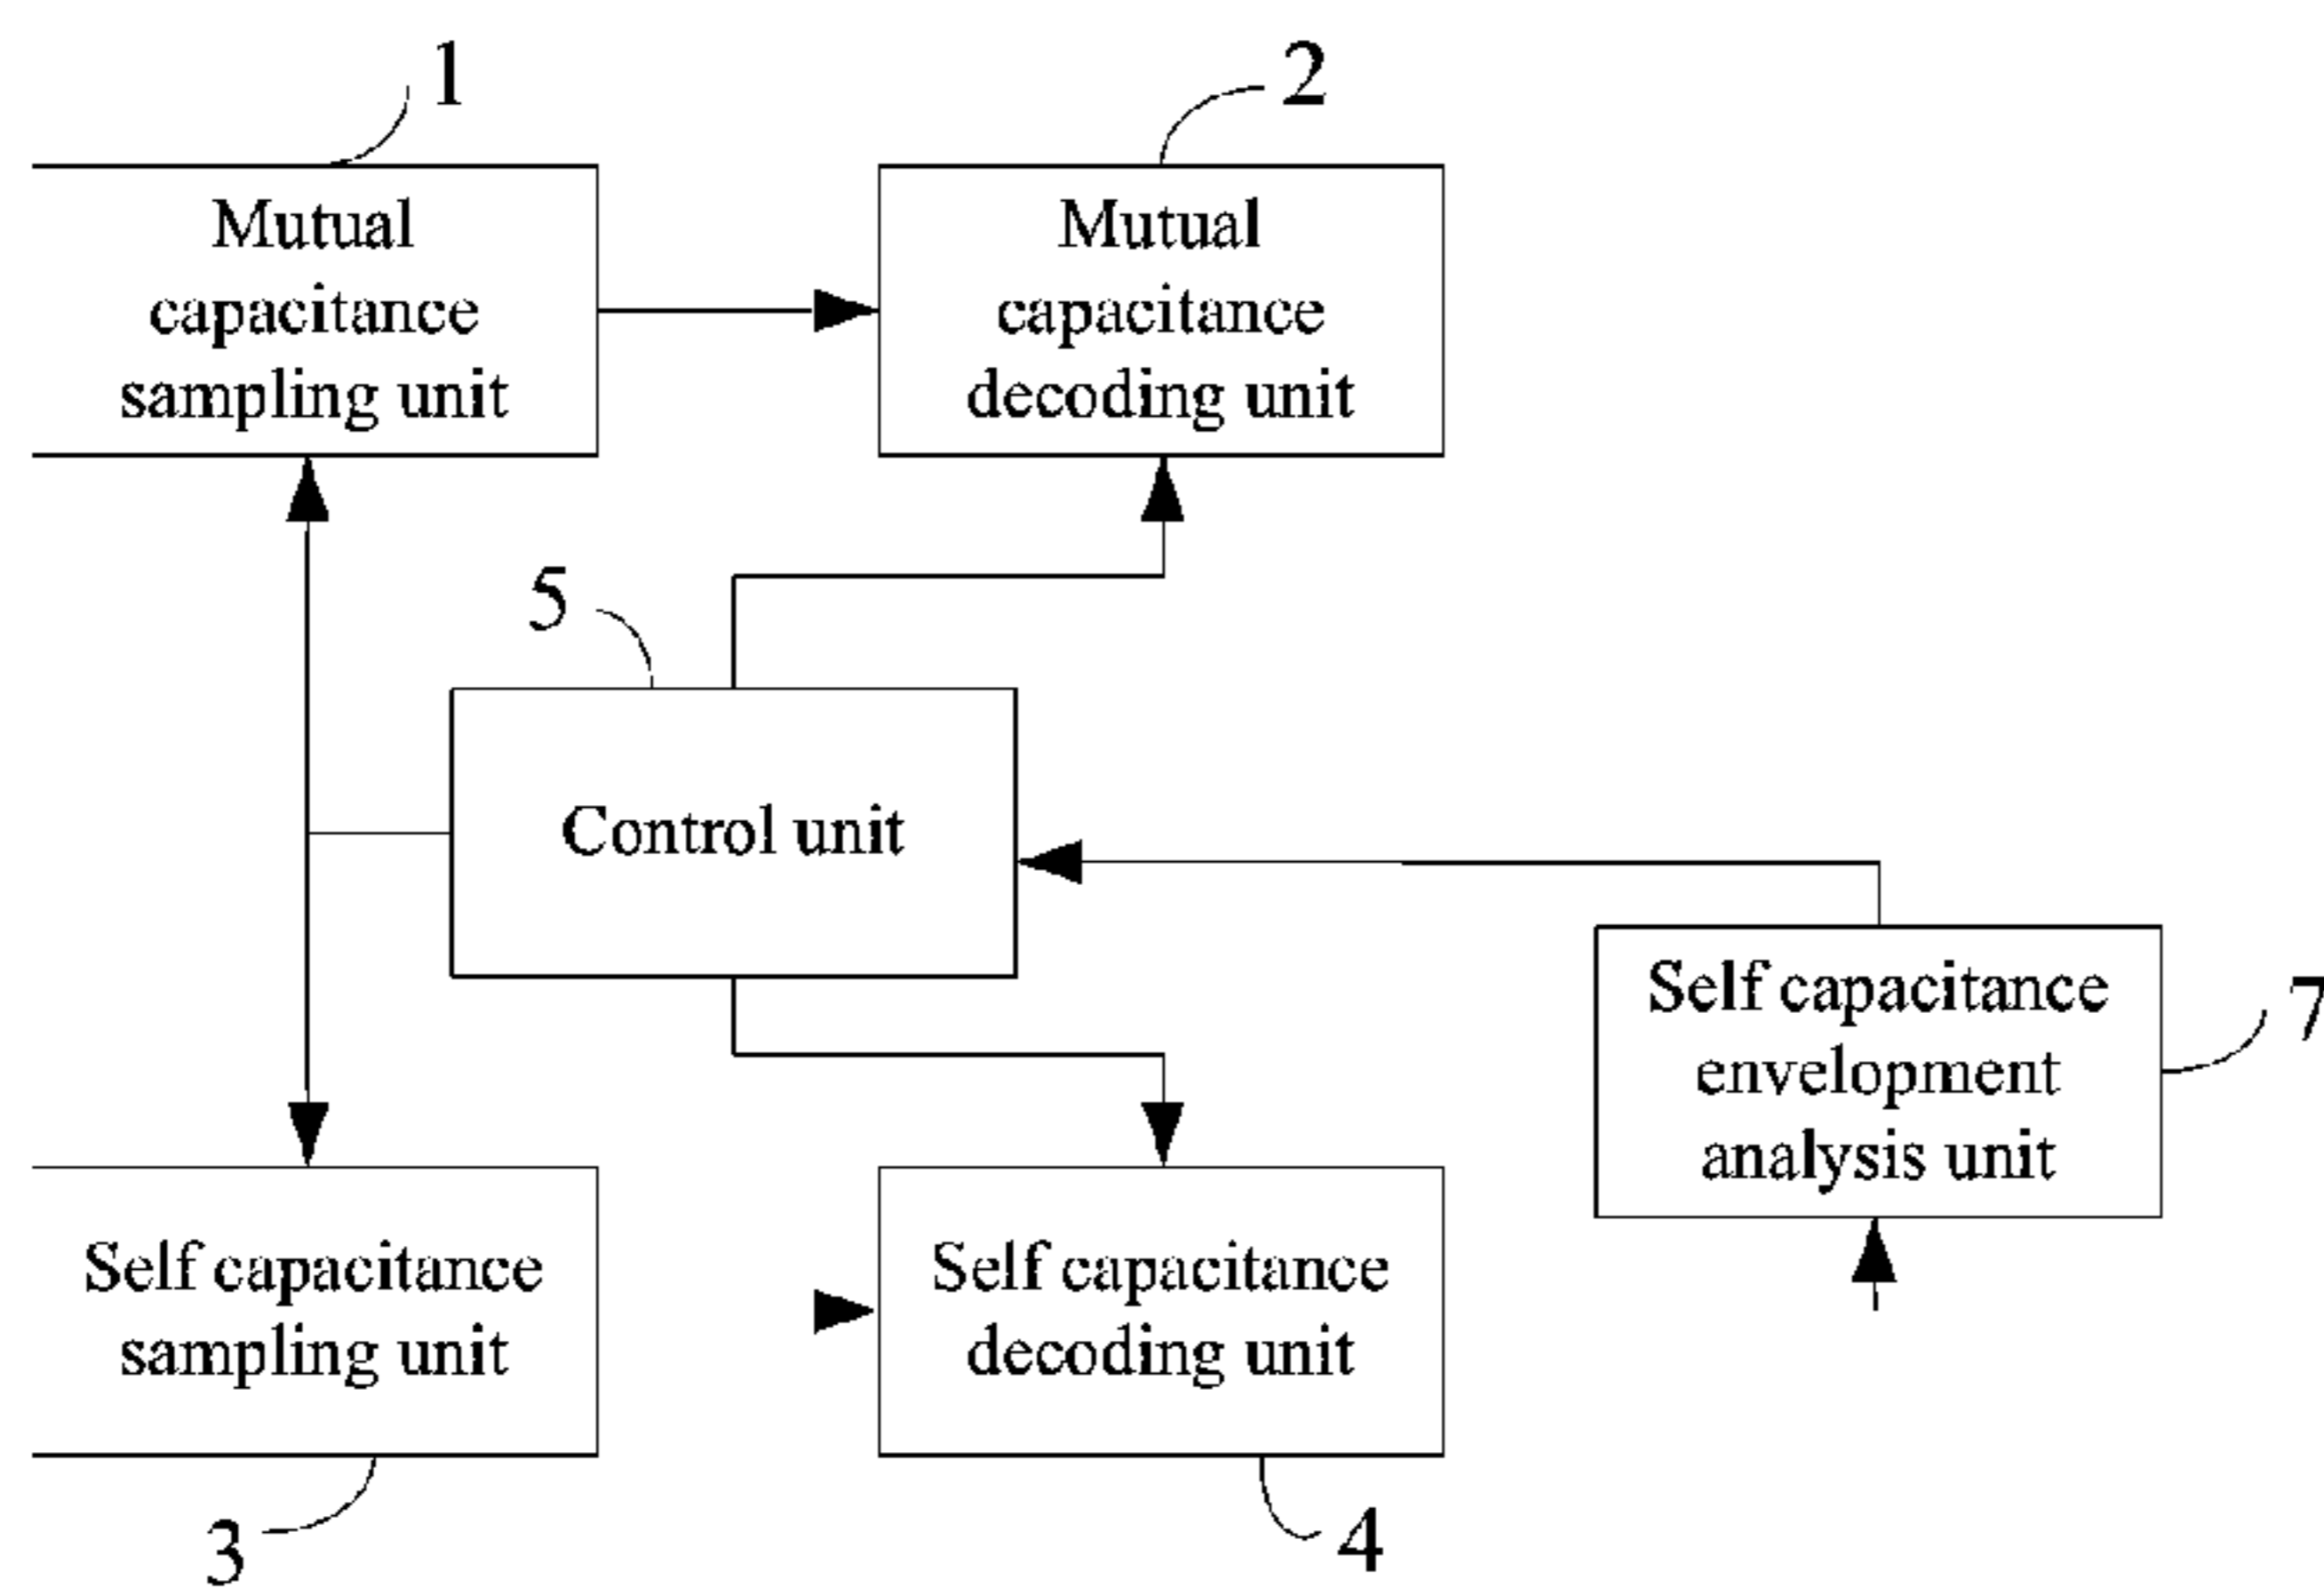 1
2
Mutual
capacitance
sampling unit
Mutual
capacitance
decoding unit
5
Control unit
Self capacitance
envelopment
analysis unit
7
Self capacitance
sampling unit
Self capacitance
decoding unit
3
4